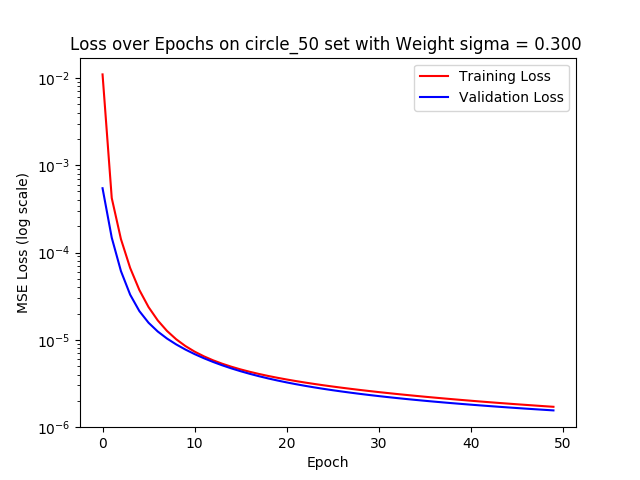 Loss over Epochs on circle_50 set with Weight sigma = 0.300
Training Loss
Validation Loss
MSE Loss (log scale)
10⁻²
10⁻³
10⁻⁴
10⁻⁵
10⁻⁶
0 10 20 30 40 50
Epoch